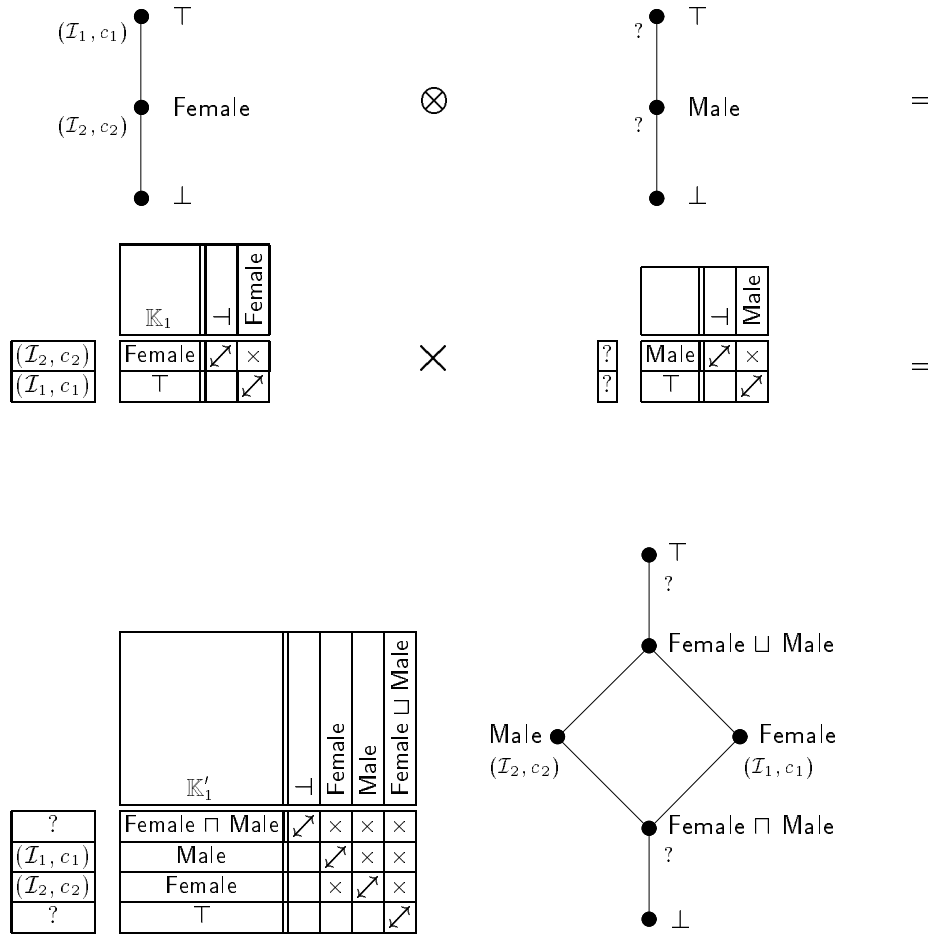 ⊤ ⊤
(𝓘₁, c₁) ?
Female ⊗ Male =
(𝓘₂, c₂) ?
⊥ ⊥
𝕂₁ ⊥ Female ⊥ Male
(𝓘₂, c₂) Female ⤢ × × ? Male ⤢ × =
(𝓘₁, c₁) ⊤ ⤢ ? ⊤ ⤢
⊤
?
Female ⊔ Male
Male Female
(𝓘₂, c₂) (𝓘₁, c₁)
Female ⊓ Male
?
⊥
𝕂′₁ ⊥ Female Male Female ⊔ Male
? Female ⊓ Male ⤢ × × ×
(𝓘₁, c₁) Male ⤢ × ×
(𝓘₂, c₂) Female × ⤢ ×
? ⊤ ⤢